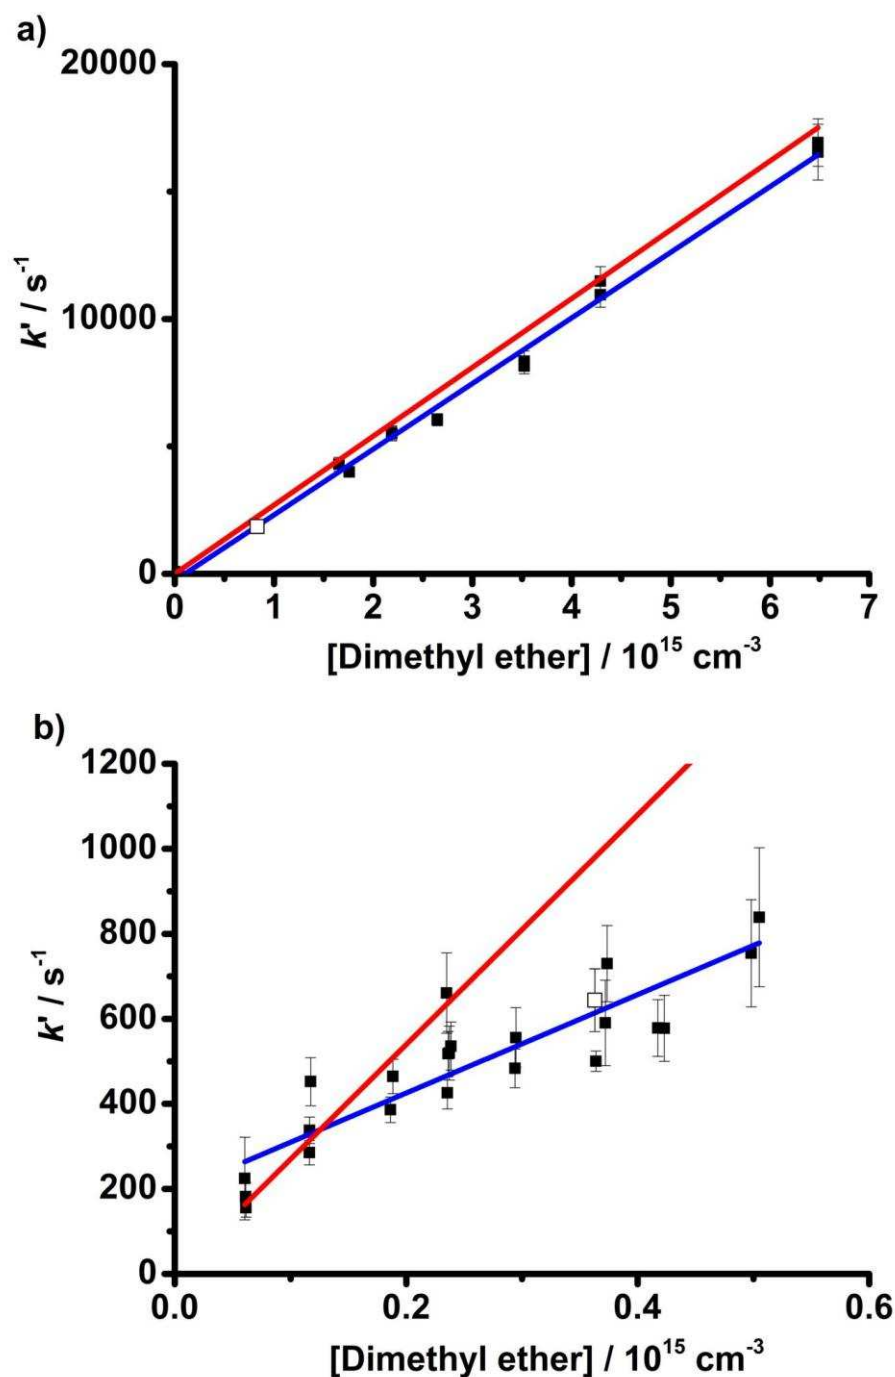 a)
20000
10000
0
k' / s⁻¹
0 1 2 3 4 5 6 7
[Dimethyl ether] / 10¹⁵ cm⁻³
b)
1200
1000
800
600
400
200
0
k' / s⁻¹
0.0 0.2 0.4 0.6
[Dimethyl ether] / 10¹⁵ cm⁻³